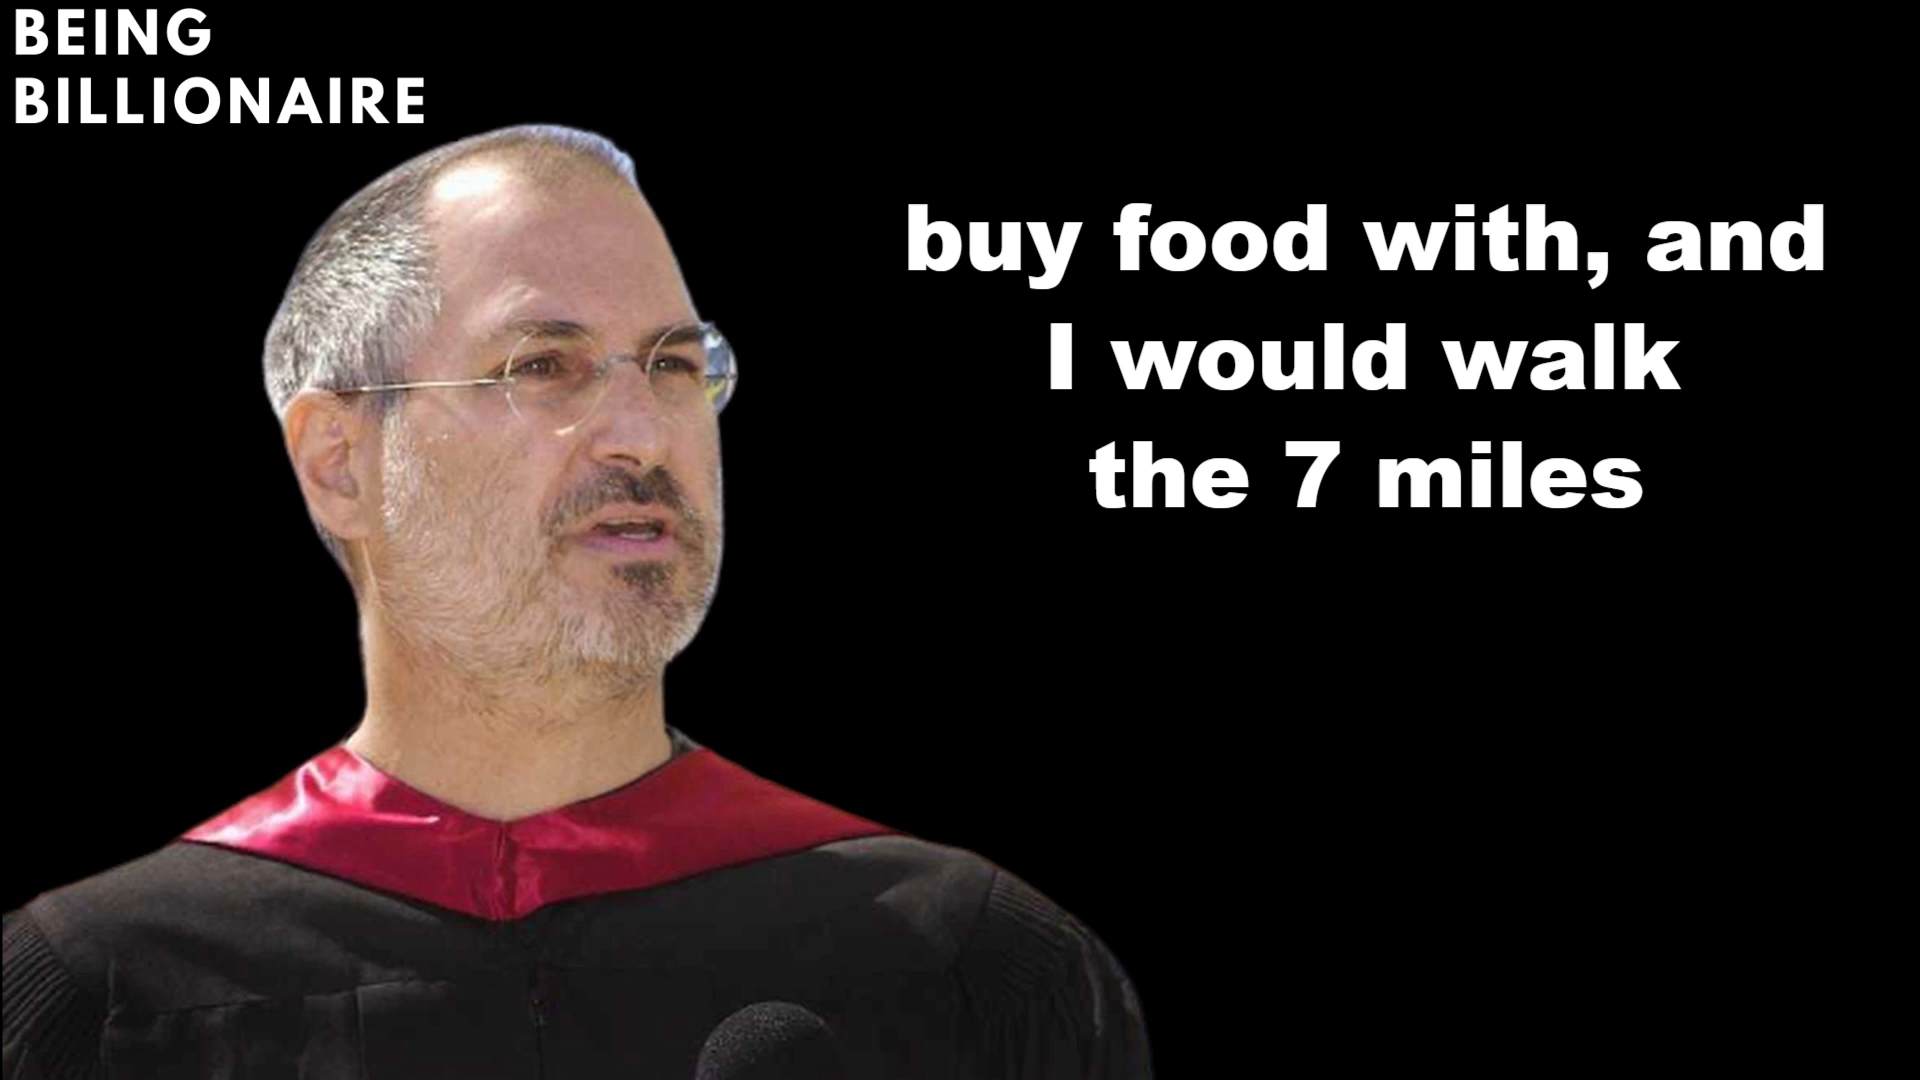 BEING
BILLIONAIRE
buy food with, and
I would walk
the 7 miles